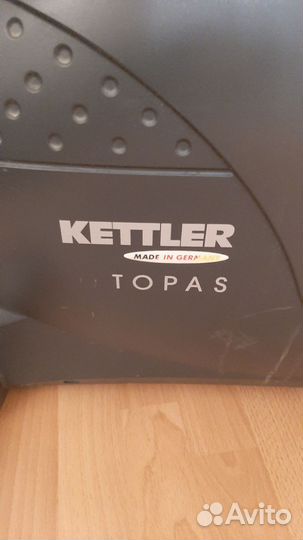 KETTLER
MADE IN GERMANY
TOPAS
Avito